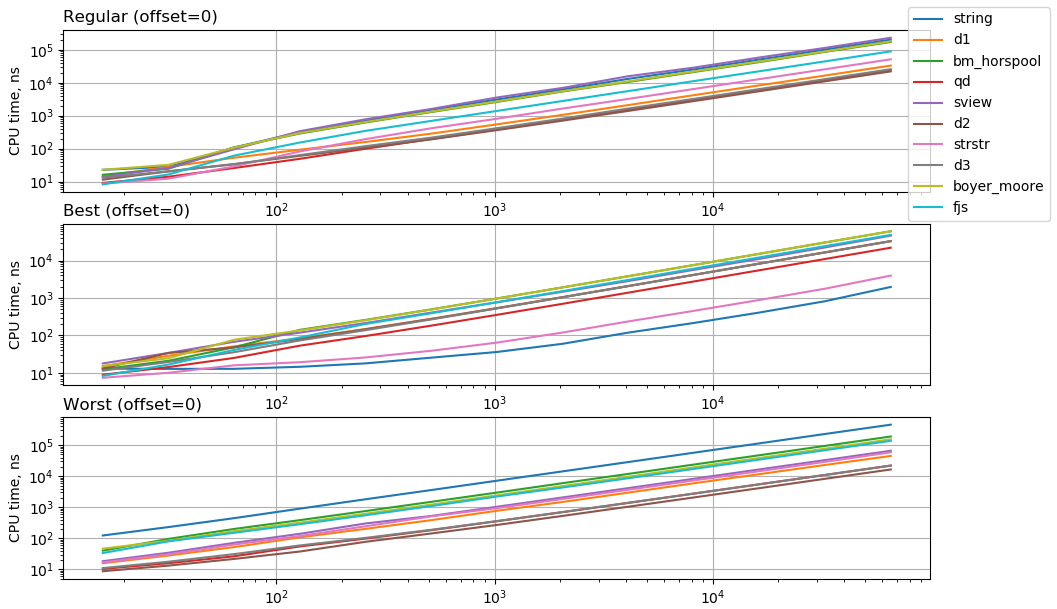 Regular (offset=0)
CPU time, ns
10^5
10^4
10^3
10^2
10^1
10^2
10^3
10^4
string
d1
bm_horspool
qd
sview
d2
strstr
d3
boyer_moore
fjs
Best (offset=0)
CPU time, ns
10^4
10^3
10^2
10^1
10^2
10^3
10^4
Worst (offset=0)
CPU time, ns
10^5
10^4
10^3
10^2
10^1
10^2
10^3
10^4